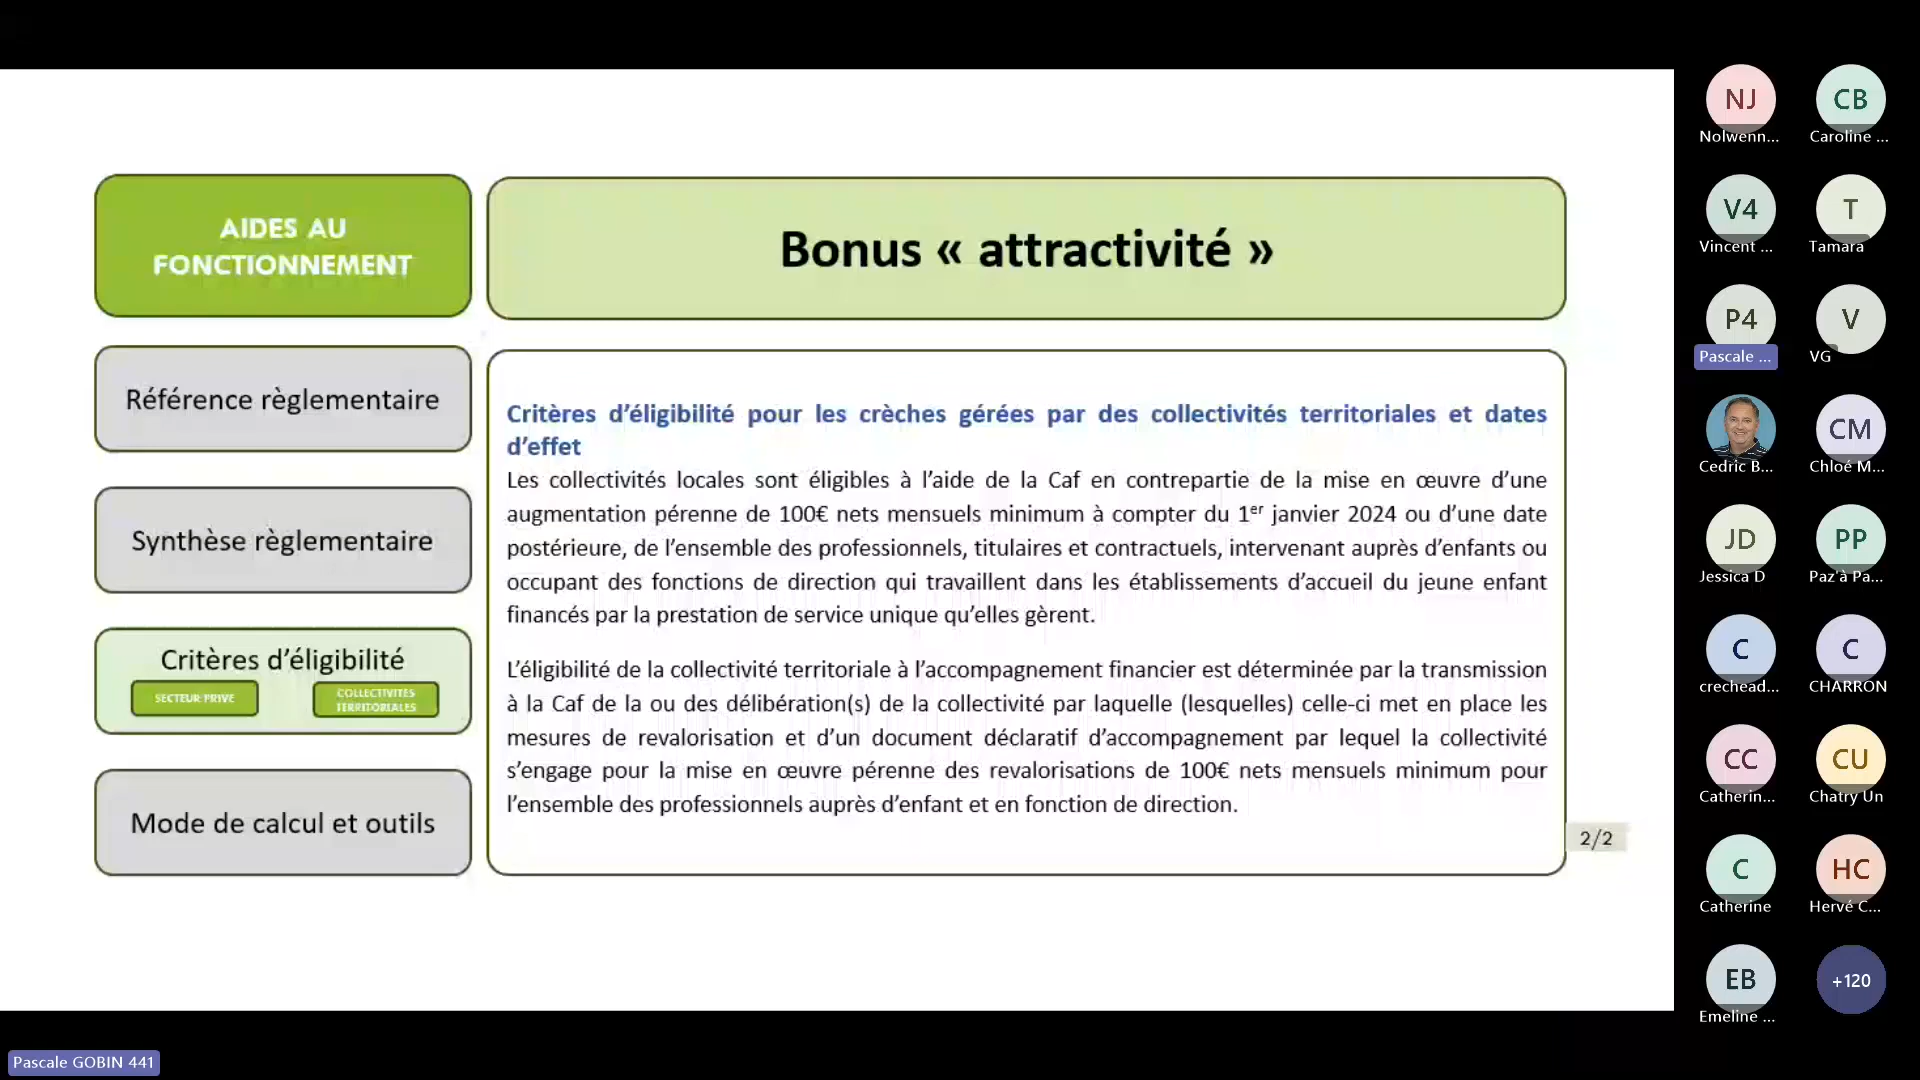 AIDES AU
FONCTIONNEMENT
Bonus « attractivité »
Référence règlementaire
Synthèse règlementaire
Critères d’éligibilité
SECTEUR PRIVE
COLLECTIVITÉS
TERRITORIALES
Mode de calcul et outils
Critères d’éligibilité pour les crèches gérées par des collectivités territoriales et dates
d’effet
Les collectivités locales sont éligibles à l’aide de la Caf en contrepartie de la mise en œuvre d’une
augmentation pérenne de 100€ nets mensuels minimum à compter du 1er janvier 2024 ou d’une date
postérieure, de l’ensemble des professionnels, titulaires et contractuels, intervenant auprès d’enfants ou
occupant des fonctions de direction qui travaillent dans les établissements d’accueil du jeune enfant
financés par la prestation de service unique qu’elles gèrent.
L’éligibilité de la collectivité territoriale à l’accompagnement financier est déterminée par la transmission
à la Caf de la ou des délibération(s) de la collectivité par laquelle (lesquelles) celle-ci met en place les
mesures de revalorisation et d’un document déclaratif d’accompagnement par lequel la collectivité
s’engage pour la mise en œuvre pérenne des revalorisations de 100€ nets mensuels minimum pour
l’ensemble des professionnels auprès d’enfant et en fonction de direction.
2/2
NJ
Nolwenn...
CB
Caroline ...
V4
Vincent ...
T
Tamara
P4
Pascale ...
V
VG
Cedric B...
CM
Chloé M...
JD
Jessica D
PP
Paz'à Pa...
C
crechead...
C
CHARRON
CC
Catherin...
CU
Chatry Un
C
Catherine
HC
Hervé C...
EB
Emeline ...
+120
Pascale GOBIN 441